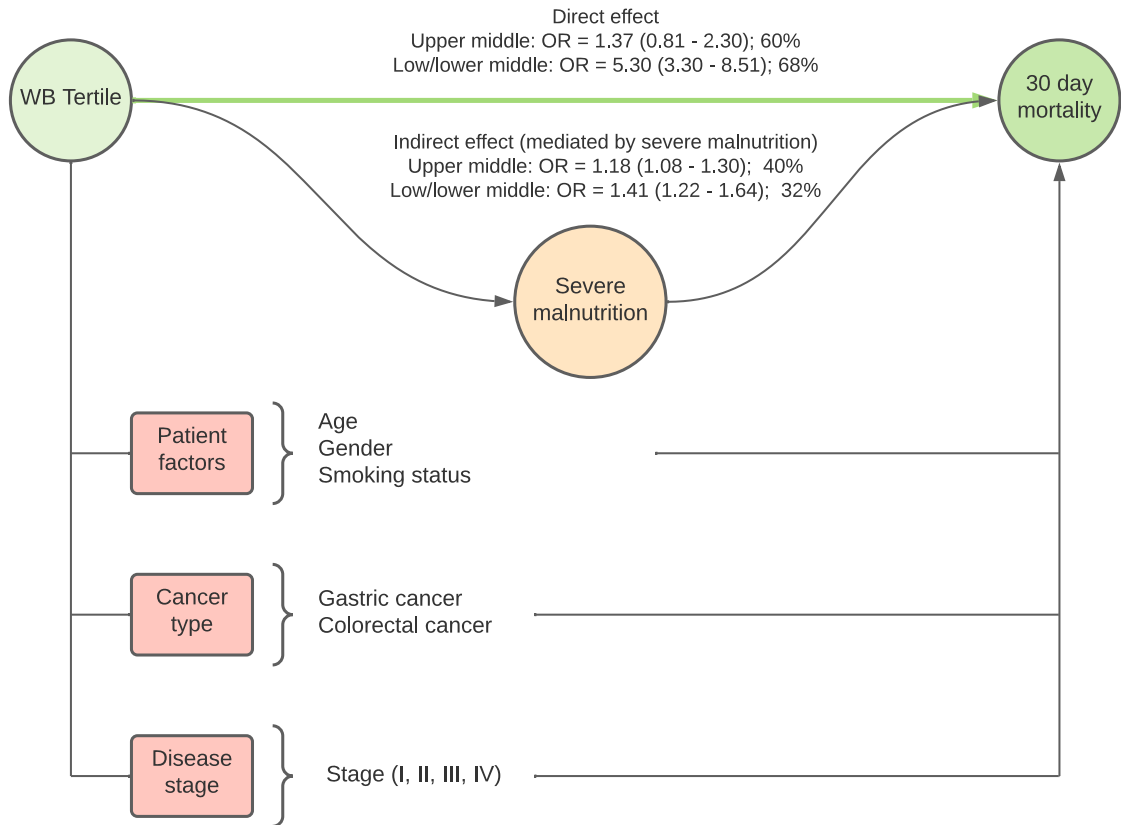 Direct effect
Upper middle: OR = 1.37 (0.81 - 2.30); 60%
Low/lower middle: OR = 5.30 (3.30 - 8.51); 68%
WB Tertile
30 day
mortality
Indirect effect (mediated by severe malnutrition)
Upper middle: OR = 1.18 (1.08 - 1.30); 40%
Low/lower middle: OR = 1.41 (1.22 - 1.64); 32%
Severe
malnutrition
Patient
factors
Age
Gender
Smoking status
Cancer
type
Gastric cancer
Colorectal cancer
Disease
stage
Stage (I, II, III, IV)